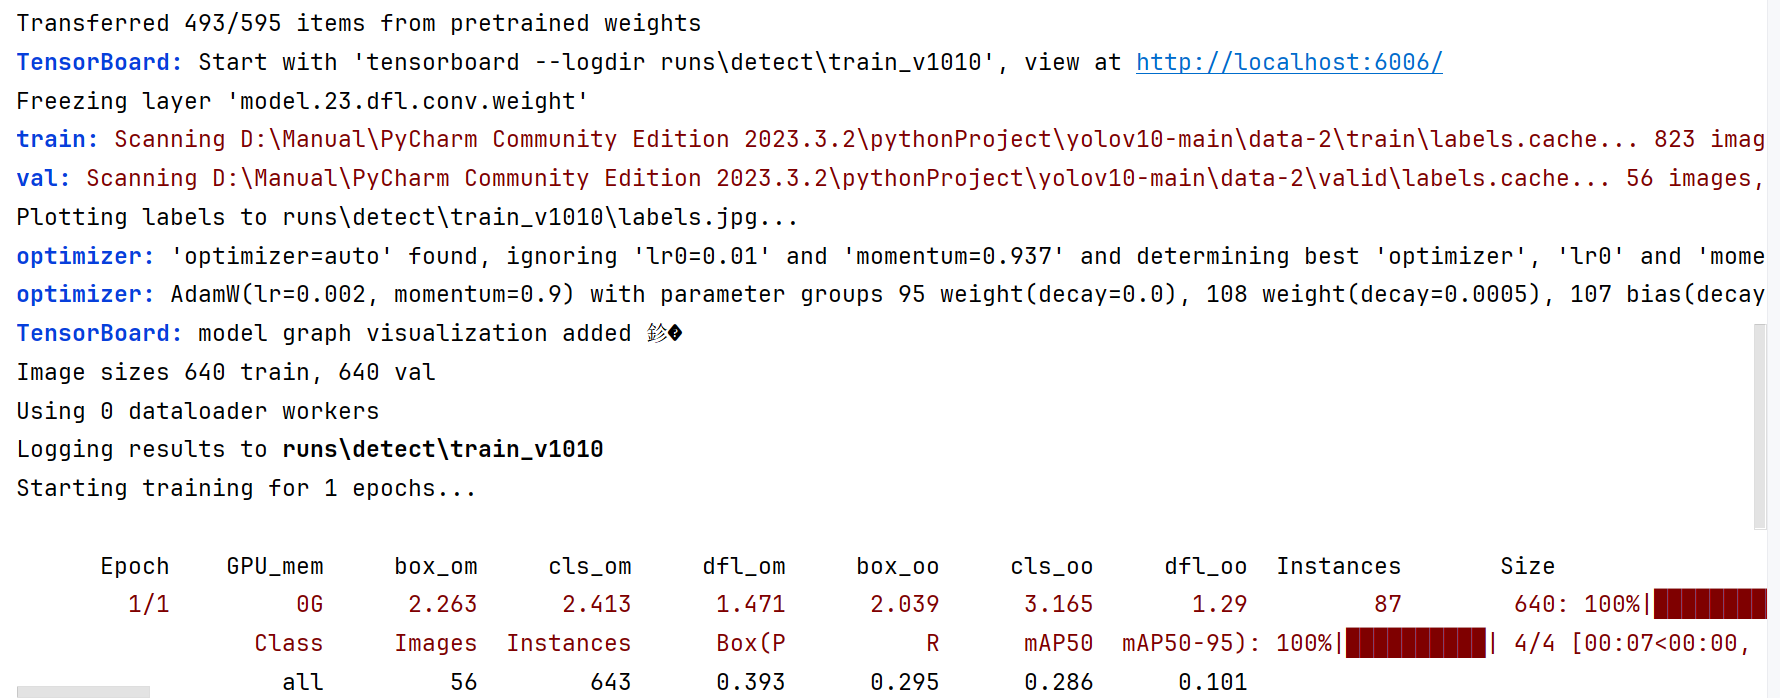 Transferred 493/595 items from pretrained weights
TensorBoard: Start with 'tensorboard --logdir runs\detect\train_v1010', view at http://localhost:6006/
Freezing layer 'model.23.dfl.conv.weight'
train: Scanning D:\Manual\PyCharm Community Edition 2023.3.2\pythonProject\yolov10-main\data-2\train\labels.cache... 823 imag
val: Scanning D:\Manual\PyCharm Community Edition 2023.3.2\pythonProject\yolov10-main\data-2\valid\labels.cache... 56 images,
Plotting labels to runs\detect\train_v1010\labels.jpg...
optimizer: 'optimizer=auto' found, ignoring 'lr0=0.01' and 'momentum=0.937' and determining best 'optimizer', 'lr0' and 'mome
optimizer: AdamW(lr=0.002, momentum=0.9) with parameter groups 95 weight(decay=0.0), 108 weight(decay=0.0005), 107 bias(decay
TensorBoard: model graph visualization added 鉁�
Image sizes 640 train, 640 val
Using 0 dataloader workers
Logging results to runs\detect\train_v1010
Starting training for 1 epochs...
Epoch GPU_mem box_om cls_om dfl_om box_oo cls_oo dfl_oo Instances Size
1/1 0G 2.263 2.413 1.471 2.039 3.165 1.29 87 640: 100%|██████████
Class Images Instances Box(P R mAP50 mAP50-95): 100%|██████████| 4/4 [00:07<00:00,
all 56 643 0.393 0.295 0.286 0.101